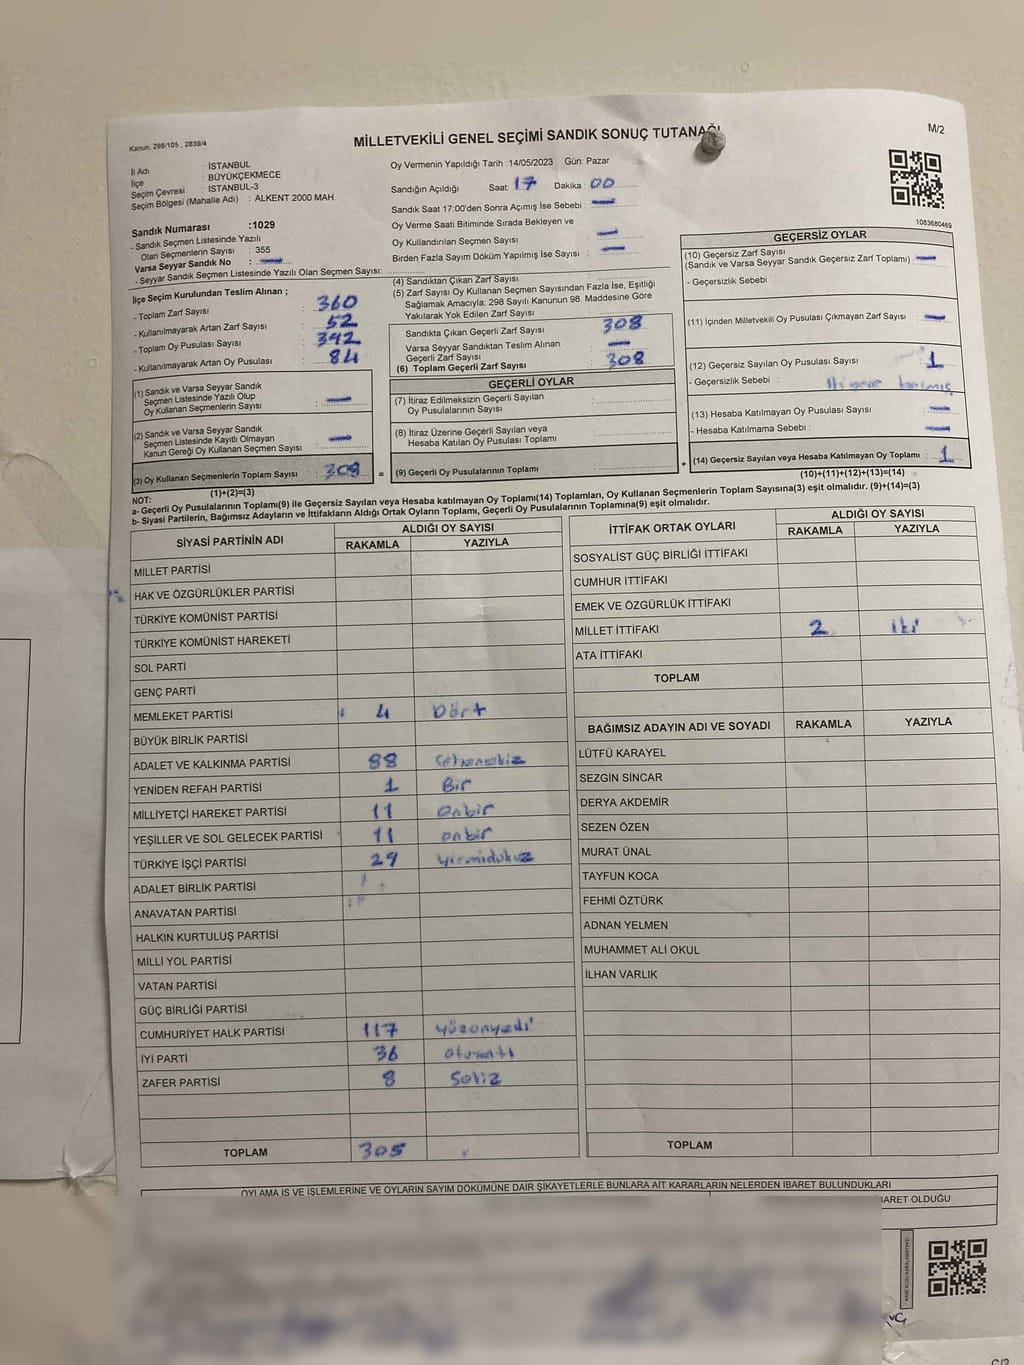 Kanun; 298/105 , 2839/4
MİLLETVEKİLİ GENEL SEÇİMİ SANDIK SONUÇ TUTANAĞI
M/2
İl Adı : İSTANBUL
İlçe : BÜYÜKÇEKMECE
Seçim Çevresi : İSTANBUL-3
Seçim Bölgesi (Mahalle Adı) : ALKENT 2000 MAH.
Oy Vermenin Yapıldığı Tarih : 14/05/2023 Gün: Pazar
Sandığın Açıldığı Saat: 17 Dakika : 00
Sandık Saat 17:00'den Sonra Açımış İse Sebebi : —
Oy Verme Saati Bitiminde Sırada Bekleyen ve
Oy Kullandırılan Seçmen Sayısı : —
Birden Fazla Sayım Döküm Yapılmış İse Sayısı : —
1083680469
Sandık Numarası :1029
- Sandık Seçmen Listesinde Yazılı
Olan Seçmenlerin Sayısı : 355
Varsa Seyyar Sandık No : —
- Seyyar Sandık Seçmen Listesinde Yazılı Olan Seçmen Sayısı:
İlçe Seçim Kurulundan Teslim Alınan ;
- Toplam Zarf Sayısı : 360
- Kullanılmayarak Artan Zarf Sayısı : 52
- Toplam Oy Pusulası Sayısı : 392
- Kullanılmayarak Artan Oy Pusulası : 84
(1) Sandık ve Varsa Seyyar Sandık
Seçmen Listesinde Yazılı Olup
Oy Kullanan Seçmenlerin Sayısı : —
(2) Sandık ve Varsa Seyyar Sandık
Seçmen Listesinde Kayıtlı Olmayan
Kanun Gereği Oy Kullanan Seçmen Sayısı : —
(3) Oy Kullanan Seçmenlerin Toplam Sayısı : 308
(1)+(2)=(3)
(4) Sandıktan Çıkan Zarf Sayısı
(5) Zarf Sayısı Oy Kullanan Seçmen Sayısından Fazla İse, Eşitliği
Sağlamak Amacıyla; 298 Sayılı Kanunun 98. Maddesine Göre
Yakılarak Yok Edilen Zarf Sayısı :
Sandıkta Çıkan Geçerli Zarf Sayısı 308
Varsa Seyyar Sandıktan Teslim Alınan
Geçerli Zarf Sayısı : —
(6) Toplam Geçerli Zarf Sayısı : 308
GEÇERLİ OYLAR
(7) İtiraz Edilmeksizin Geçerli Sayılan
Oy Pusulalarının Sayısı :
(8) İtiraz Üzerine Geçerli Sayılan veya
Hesaba Katılan Oy Pusulası Toplamı :
= (9) Geçerli Oy Pusulalarının Toplamı :
GEÇERSİZ OYLAR
(10) Geçersiz Zarf Sayısı
(Sandık ve Varsa Seyyar Sandık Geçersiz Zarf Toplamı) : —
- Geçersizlik Sebebi :
(11) İçinden Milletvekili Oy Pusulası Çıkmayan Zarf Sayısı : —
(12) Geçersiz Sayılan Oy Pusulası Sayısı : 1
- Geçersizlik Sebebi :
(13) Hesaba Katılmayan Oy Pusulası Sayısı : —
- Hesaba Katılmama Sebebi : —
+ (14) Geçersiz Sayılan veya Hesaba Katılmayan Oy Toplamı : 1
(10)+(11)+(12)+(13)=(14)
NOT:
a- Geçerli Oy Pusulalarının Toplamı(9) ile Geçersiz Sayılan veya Hesaba katılmayan Oy Toplamı(14) Toplamları, Oy Kullanan Seçmenlerin Toplam Sayısına(3) eşit olmalıdır. (9)+(14)=(3)
b- Siyasi Partilerin, Bağımsız Adayların ve İttifakların Aldığı Ortak Oyların Toplamı, Geçerli Oy Pusulalarının Toplamına(9) eşit olmalıdır.
SİYASİ PARTİNİN ADI ALDIĞI OY SAYISI
RAKAMLA YAZIYLA
MİLLET PARTİSİ
HAK VE ÖZGÜRLÜKLER PARTİSİ
TÜRKİYE KOMÜNİST PARTİSİ
TÜRKİYE KOMÜNİST HAREKETİ
SOL PARTİ
GENÇ PARTİ
MEMLEKET PARTİSİ 4 Dört
BÜYÜK BİRLİK PARTİSİ
ADALET VE KALKINMA PARTİSİ 88 Seksensekiz
YENİDEN REFAH PARTİSİ 1 Bir
MİLLİYETÇİ HAREKET PARTİSİ 11 onbir
YEŞİLLER VE SOL GELECEK PARTİSİ 11 onbir
TÜRKİYE İŞÇİ PARTİSİ 29 yirmidokuz
ADALET BİRLİK PARTİSİ
ANAVATAN PARTİSİ
HALKIN KURTULUŞ PARTİSİ
MİLLİ YOL PARTİSİ
VATAN PARTİSİ
GÜÇ BİRLİĞİ PARTİSİ
CUMHURİYET HALK PARTİSİ 117 yüzonyedi
İYİ PARTİ 36 otuzaltı
ZAFER PARTİSİ 8 Sekiz
TOPLAM 305
İTTİFAK ORTAK OYLARI ALDIĞI OY SAYISI
RAKAMLA YAZIYLA
SOSYALİST GÜÇ BİRLİĞİ İTTİFAKI
CUMHUR İTTİFAKI
EMEK VE ÖZGÜRLÜK İTTİFAKI
MİLLET İTTİFAKI 2 iki
ATA İTTİFAKI
TOPLAM
BAĞIMSIZ ADAYIN ADI VE SOYADI RAKAMLA YAZIYLA
LÜTFÜ KARAYEL
SEZGİN SİNCAR
DERYA AKDEMİR
SEZEN ÖZEN
MURAT ÜNAL
TAYFUN KOCA
FEHMİ ÖZTÜRK
ADNAN YELMEN
MUHAMMET ALİ OKUL
İLHAN VARLIK
TOPLAM
OYLAMA İŞ VE İŞLEMLERİNE VE OYLARIN SAYIM DÖKÜMÜNE DAİR ŞİKAYETLERLE BUNLARA AİT KARARLARIN NELERDEN İBARET BULUNDUKLARI
İBARET OLDUĞU